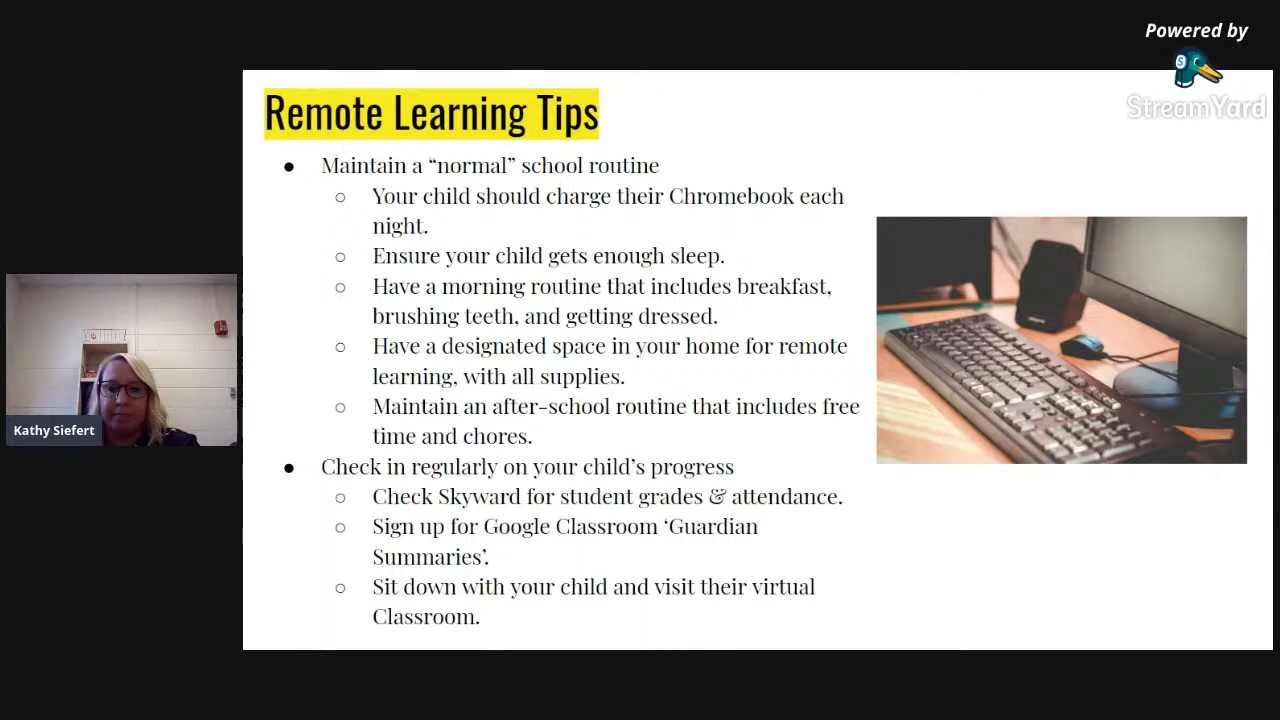 Powered by
StreamYard
Remote Learning Tips
● Maintain a “normal” school routine
○ Your child should charge their Chromebook each
night.
○ Ensure your child gets enough sleep.
○ Have a morning routine that includes breakfast,
brushing teeth, and getting dressed.
○ Have a designated space in your home for remote
learning, with all supplies.
○ Maintain an after-school routine that includes free
time and chores.
● Check in regularly on your child’s progress
○ Check Skyward for student grades & attendance.
○ Sign up for Google Classroom ‘Guardian
Summaries’.
○ Sit down with your child and visit their virtual
Classroom.
Kathy Siefert